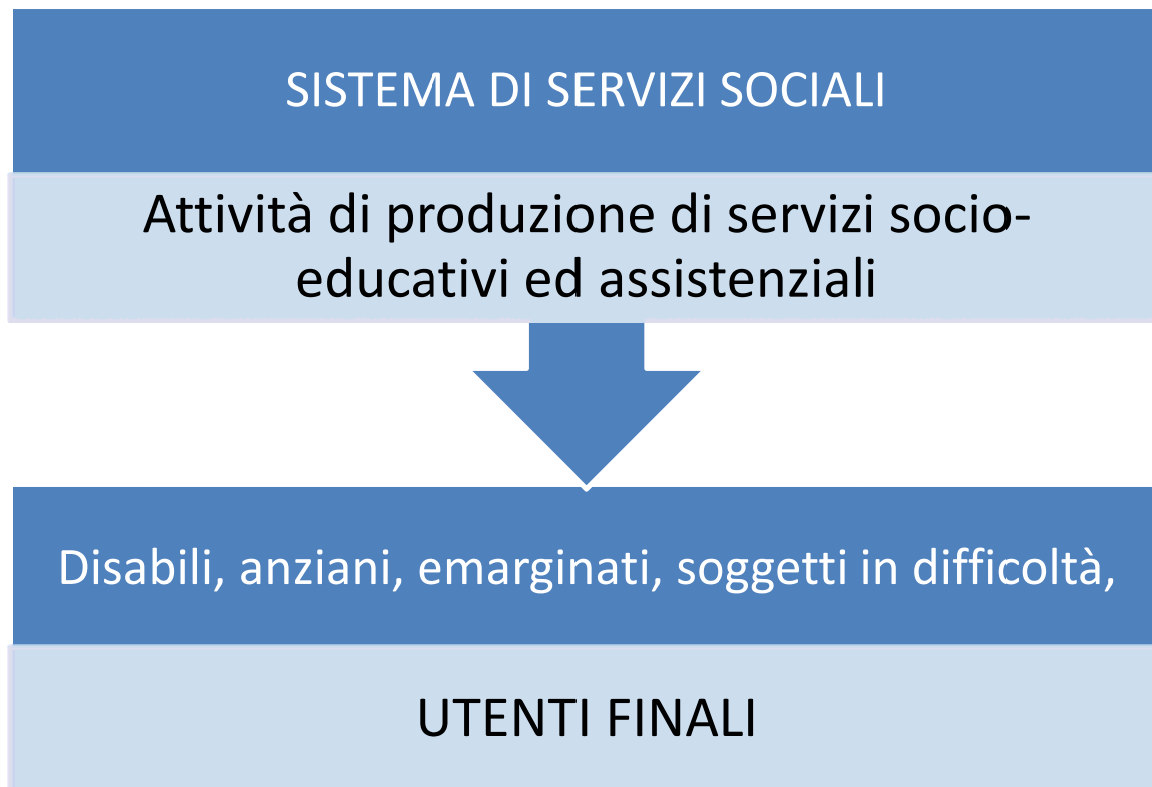 SISTEMA DI SERVIZI SOCIALI
Attività di produzione di servizi socio-
educativi ed assistenziali
Disabili, anziani, emarginati, soggetti in difficoltà,
UTENTI FINALI